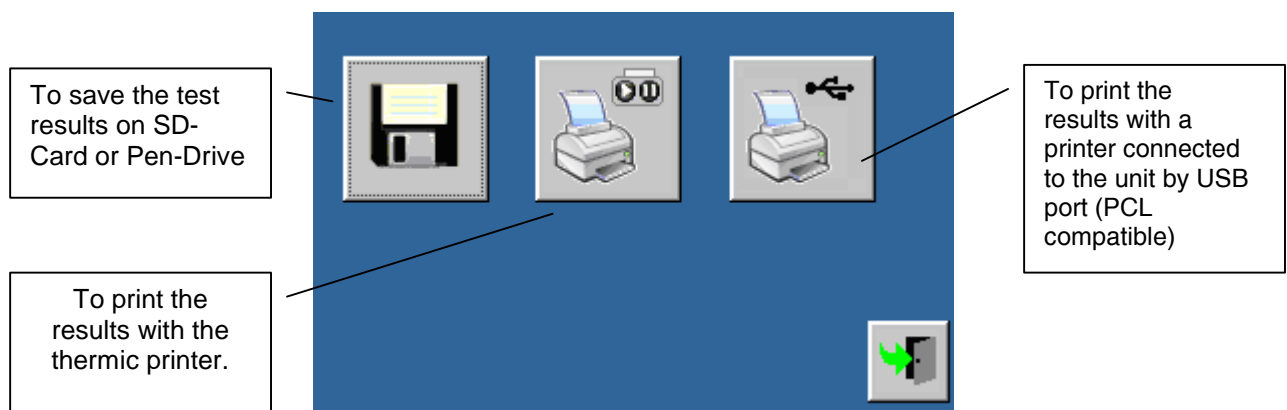 To save the test
results on SD-
Card or Pen-Drive
To print the
results with the
thermic printer.
To print the
results with a
printer connected
to the unit by USB
port (PCL
compatible)